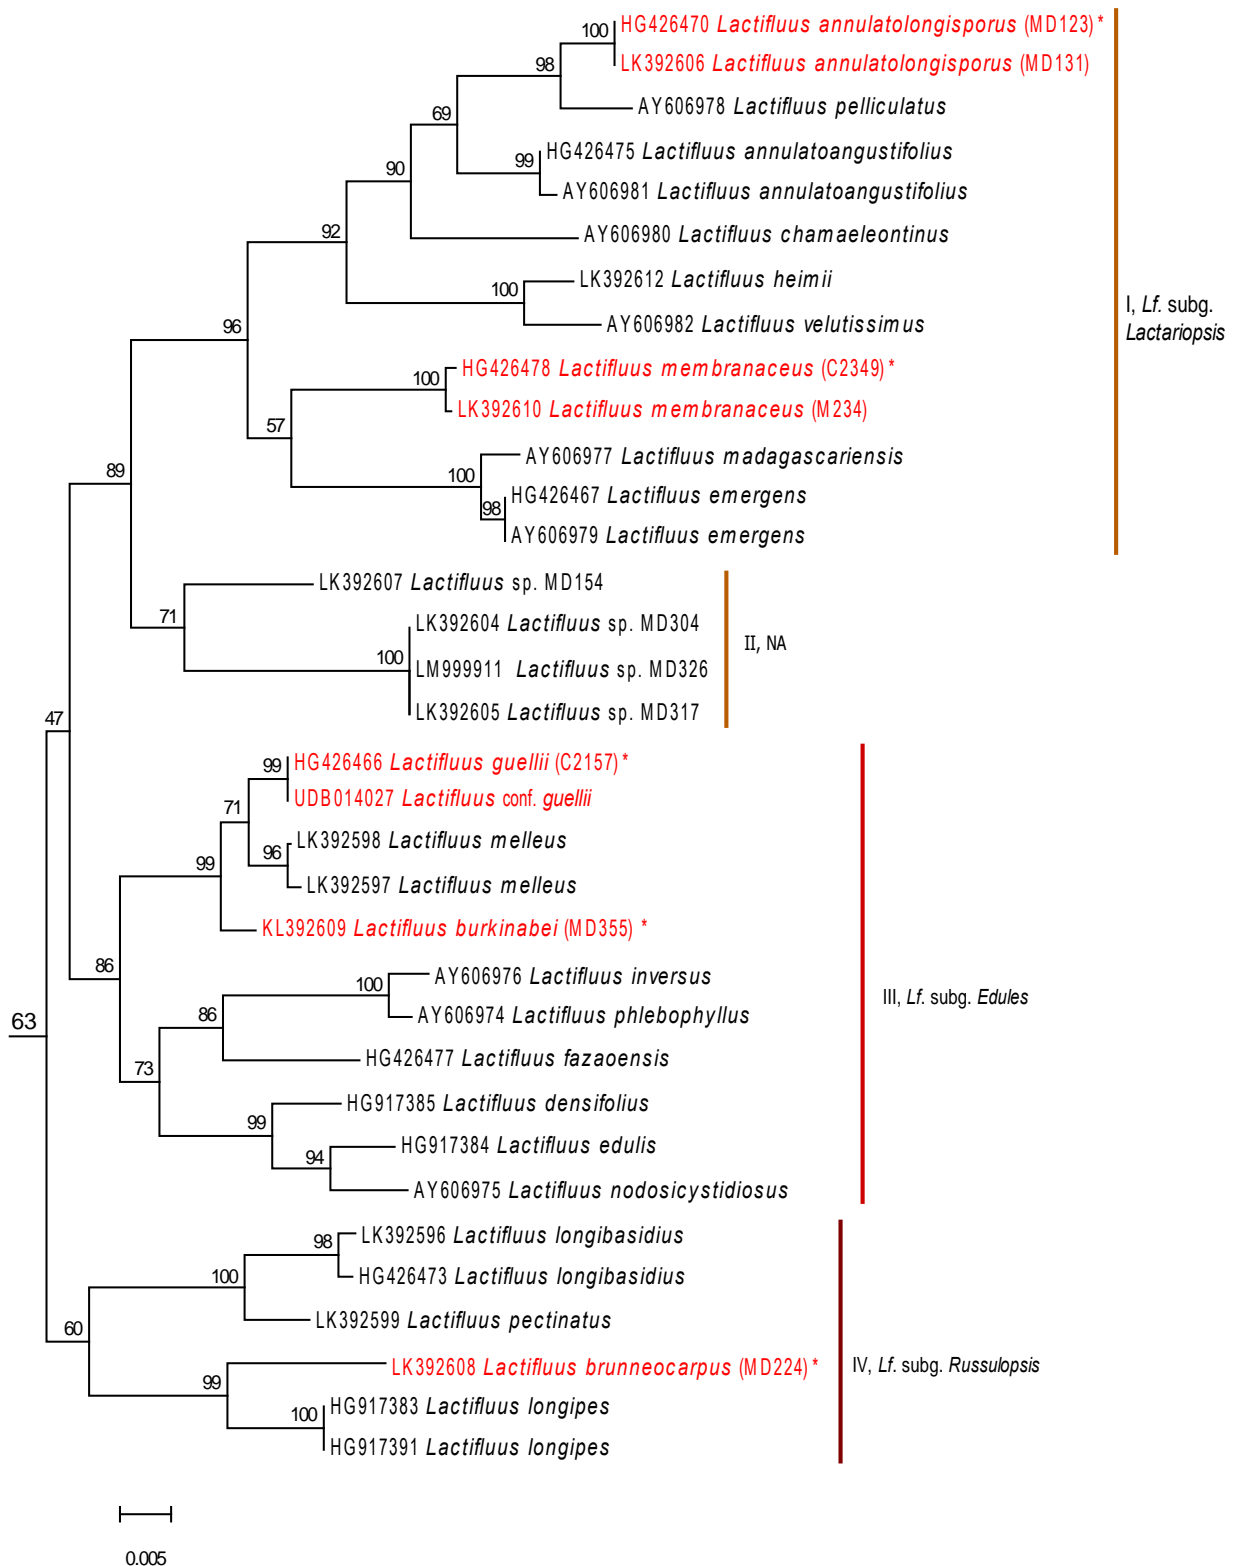 HG426470 Lactifluus annulatolongisporus (MD123) *
100
LK392606 Lactifluus annulatolongisporus (MD131)
98
AY606978 Lactifluus pelliculatus
69
HG426475 Lactifluus annulatoangustifolius
99
90
AY606981 Lactifluus annulatoangustifolius
92
AY606980 Lactifluus chamaeleontinus
LK392612 Lactifluus heimii
100
I, Lf. subg.
Lactariopsis
96
AY606982 Lactifluus velutissimus
HG426478 Lactifluus membranaceus (C2349) *
100
LK392610 Lactifluus membranaceus (M234)
57
AY606977 Lactifluus madagascariensis
89
100
HG426467 Lactifluus emergens
98
AY606979 Lactifluus emergens
LK392607 Lactifluus sp. MD154
71
LK392604 Lactifluus sp. MD304
II, NA
100
LM999911 Lactifluus sp. MD326
LK392605 Lactifluus sp. MD317
47
HG426466 Lactifluus guellii (C2157) *
99
UDB014027 Lactifluus conf. guellii
71
LK392598 Lactifluus melleus
96
99
LK392597 Lactifluus melleus
KL392609 Lactifluus burkinabei (MD355) *
86
AY606976 Lactifluus inversus
100
III, Lf. subg. Edules
AY606974 Lactifluus phlebophyllus
86
63
HG426477 Lactifluus fazaoensis
73
HG917385 Lactifluus densifolius
99
HG917384 Lactifluus edulis
94
AY606975 Lactifluus nodosicystidiosus
LK392596 Lactifluus longibasidius
98
100
HG426473 Lactifluus longibasidius
LK392599 Lactifluus pectinatus
60
LK392608 Lactifluus brunneocarpus (MD224) *
IV, Lf. subg. Russulopsis
99
HG917383 Lactifluus longipes
100
HG917391 Lactifluus longipes
0.005